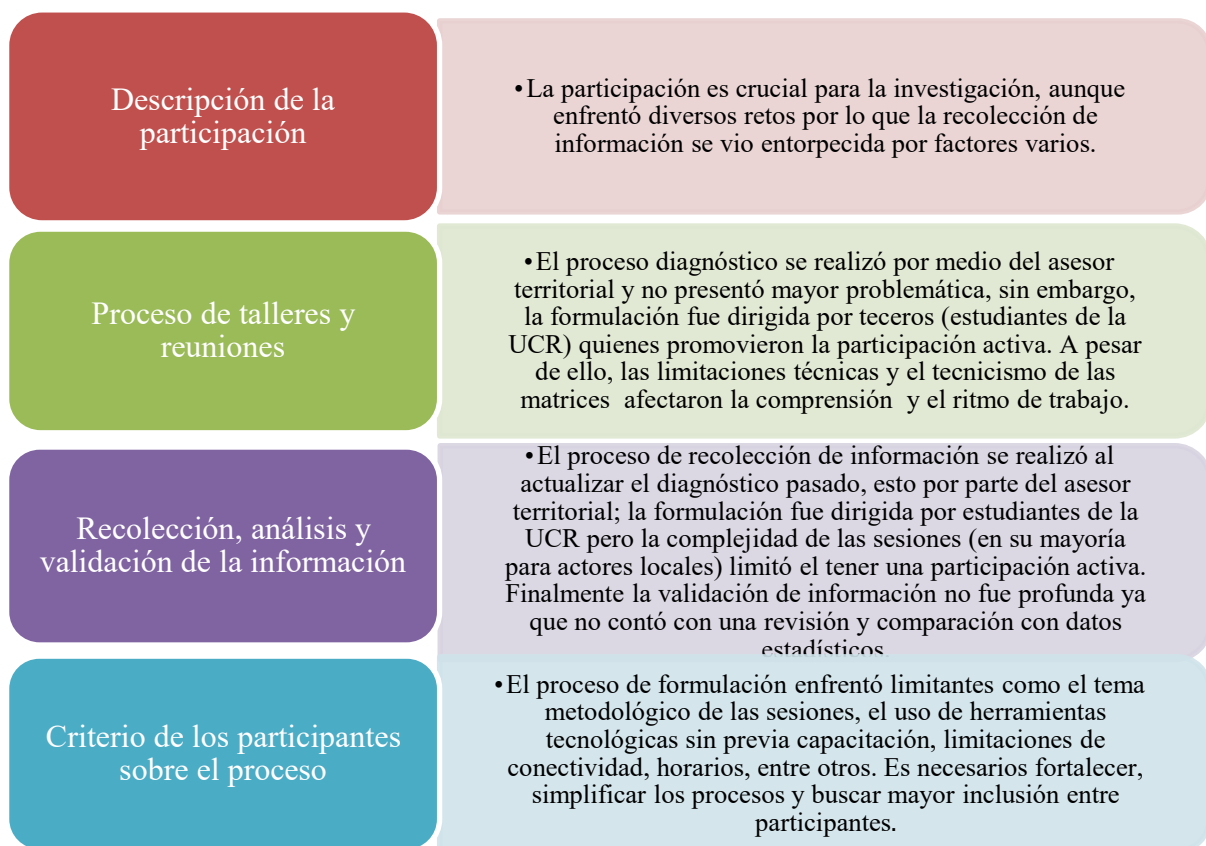 Descripción de la
participación
•La participación es crucial para la investigación, aunque
enfrentó diversos retos por lo que la recolección de
información se vio entorpecida por factores varios.
Proceso de talleres y
reuniones
•El proceso diagnóstico se realizó por medio del asesor
territorial y no presentó mayor problemática, sin embargo,
la formulación fue dirigida por teceros (estudiantes de la
UCR) quienes promovieron la participación activa. A pesar
de ello, las limitaciones técnicas y el tecnicismo de las
matrices afectaron la comprensión y el ritmo de trabajo.
Recolección, análisis y
validación de la información
•El proceso de recolección de información se realizó al
actualizar el diagnóstico pasado, esto por parte del asesor
territorial; la formulación fue dirigida por estudiantes de la
UCR pero la complejidad de las sesiones (en su mayoría
para actores locales) limitó el tener una participación activa.
Finalmente la validación de información no fue profunda ya
que no contó con una revisión y comparación con datos
estadísticos.
Criterio de los participantes
sobre el proceso
•El proceso de formulación enfrentó limitantes como el tema
metodológico de las sesiones, el uso de herramientas
tecnológicas sin previa capacitación, limitaciones de
conectividad, horarios, entre otros. Es necesarios fortalecer,
simplificar los procesos y buscar mayor inclusión entre
participantes.